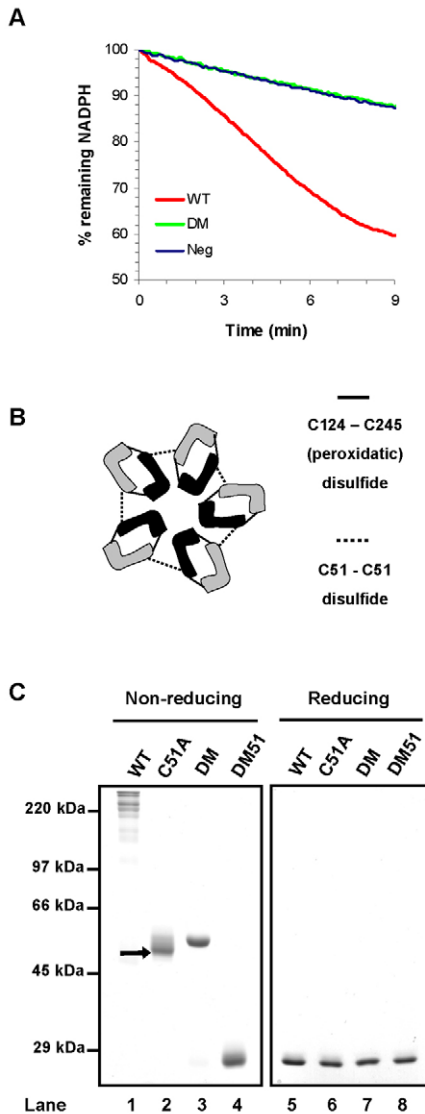 A
% remaining NADPH
100
90
80
70
60
50
WT
DM
Neg
0
3
6
9
Time (min)
B
C124 – C245
(peroxidatic)
disulfide
C51 - C51
disulfide
C
Non-reducing
Reducing
WT
C51A
DM
DM51
WT
C51A
DM
DM51
220 kDa
97 kDa
66 kDa
45 kDa
29 kDa
Lane 1 2 3 4 5 6 7 8